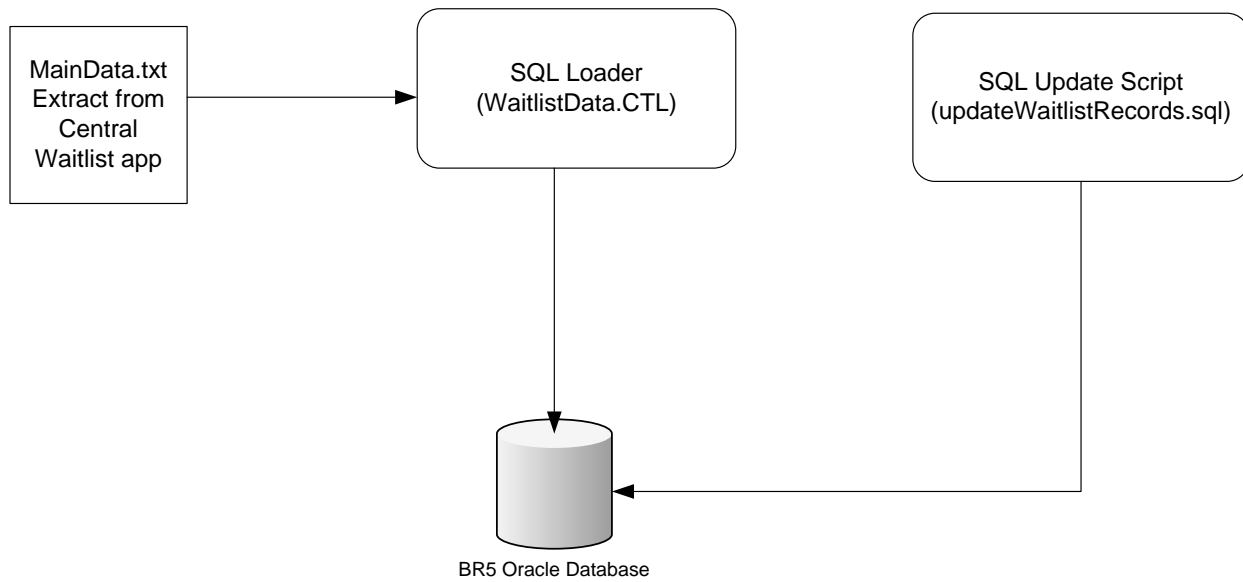 MainData.txt
Extract from
Central
Waitlist app
SQL Loader
(WaitlistData.CTL)
SQL Update Script
(updateWaitlistRecords.sql)
BR5 Oracle Database